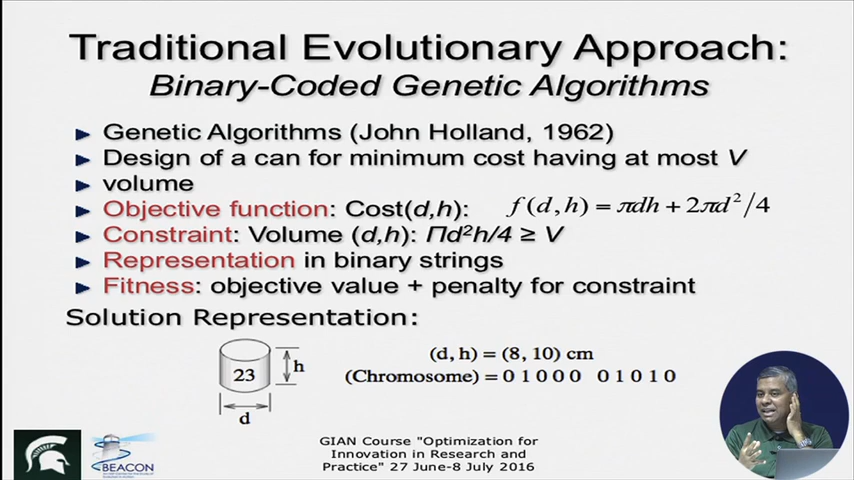 Traditional Evolutionary Approach:
Binary-Coded Genetic Algorithms
Genetic Algorithms (John Holland, 1962)
Design of a can for minimum cost having at most V
volume
Objective function: Cost(d,h): f(d,h) = πdh + 2πd²/4
Constraint: Volume (d,h): Πd²h/4 ≥ V
Representation in binary strings
Fitness: objective value + penalty for constraint
Solution Representation:
23
h
d
(d, h) = (8, 10) cm
(Chromosome) = 0 1 0 0 0 0 1 0 1 0
BEACON
GIAN Course "Optimization for
Innovation in Research and
Practice" 27 June-8 July 2016